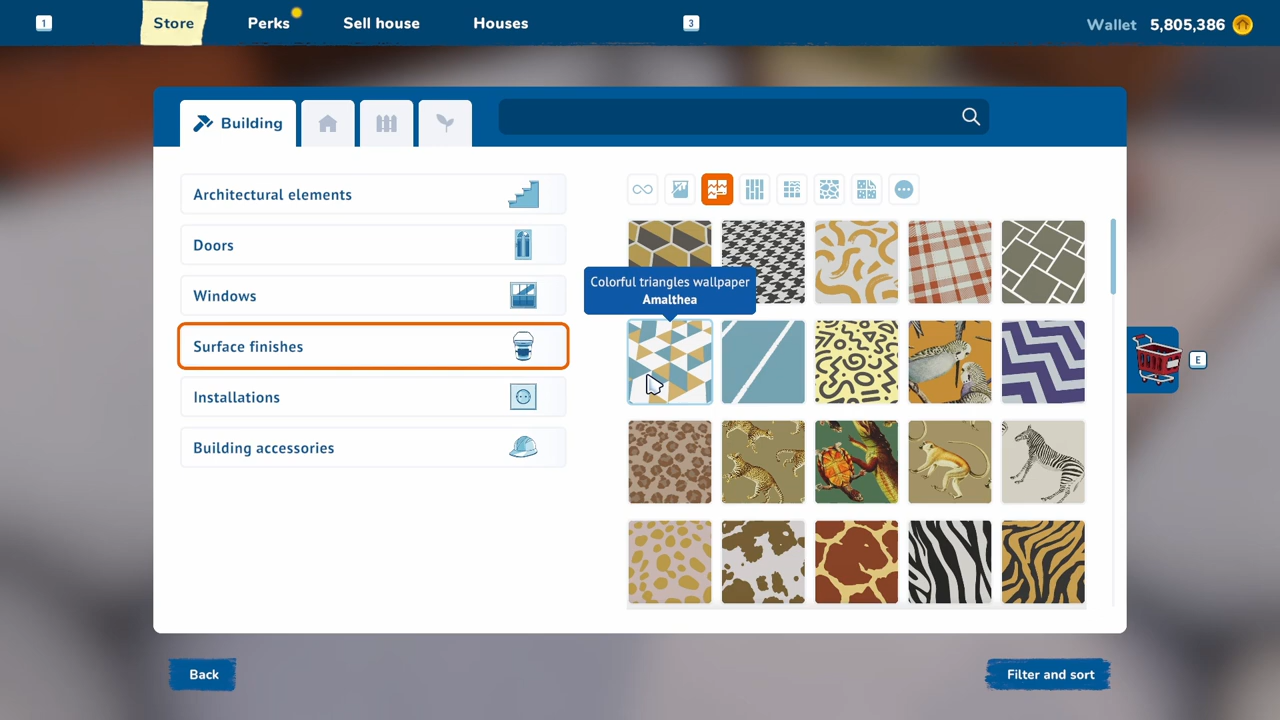 1
Store
Perks
Sell house
Houses
3
Wallet 5,805,386
Building
Architectural elements
Doors
Windows
Surface finishes
Installations
Building accessories
Colorful triangles wallpaper
Amalthea
E
Back
Filter and sort